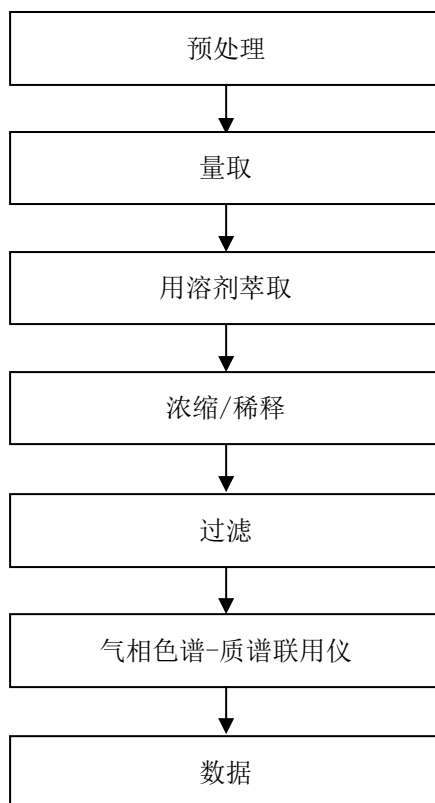 预处理
量取
用溶剂萃取
浓缩/稀释
过滤
气相色谱-质谱联用仪
数据